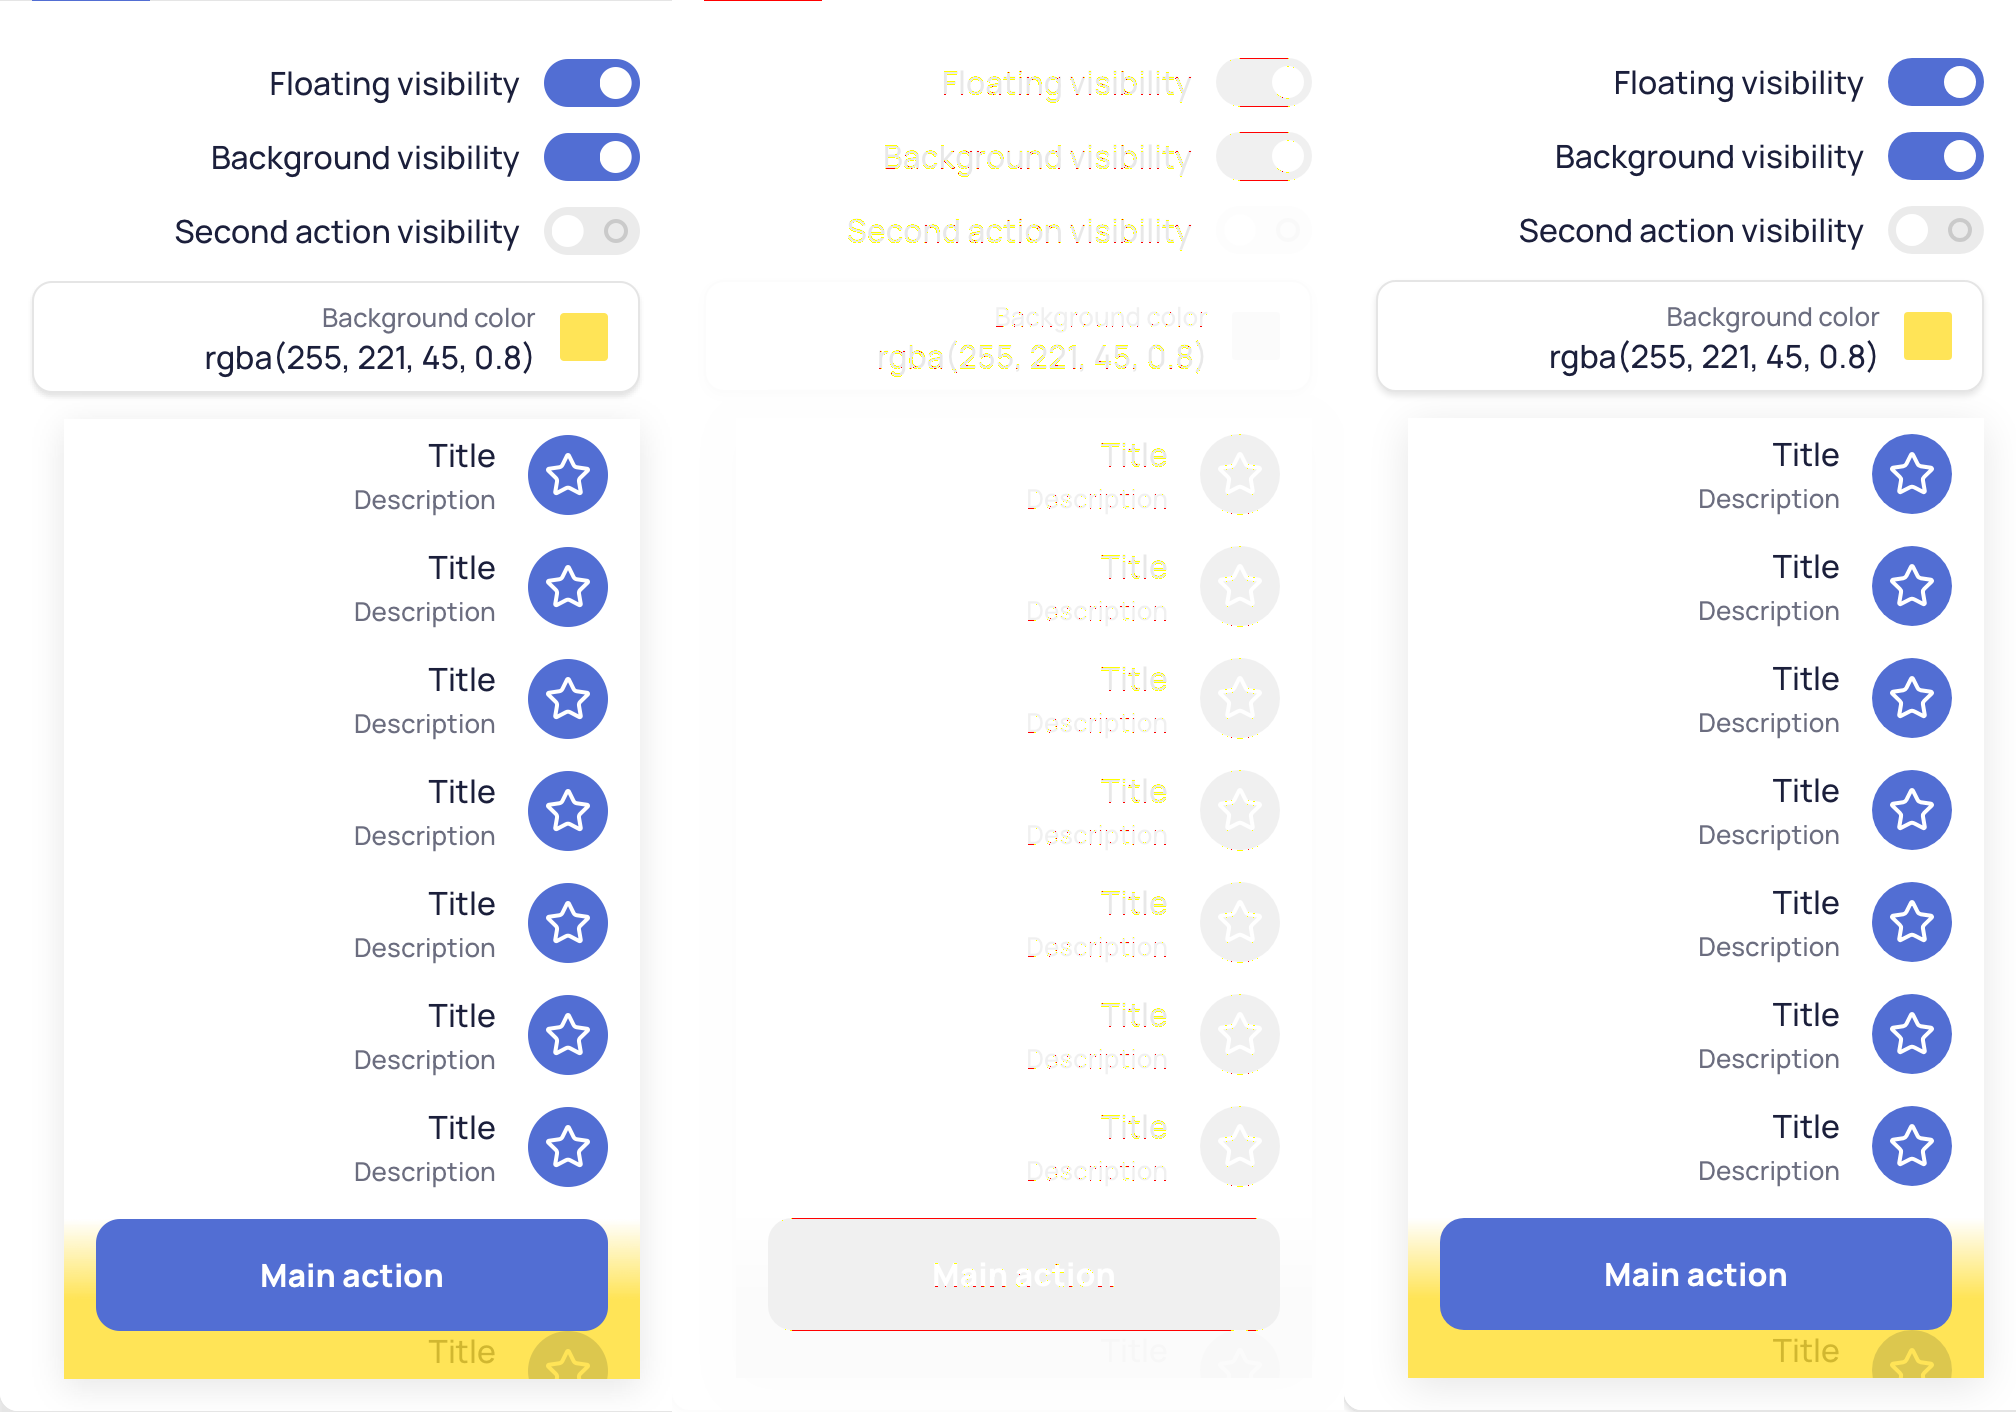 Floating visibility
Background visibility
Second action visibility
Background color
rgba(255, 221, 45, 0.8)
Title
Description
Title
Description
Title
Description
Title
Description
Title
Description
Title
Description
Title
Description
Main action
Title
Floating visibility
Background visibility
Second action visibility
Background color
rgba(255, 221, 45, 0.8)
Title
Description
Title
Description
Title
Description
Title
Description
Title
Description
Title
Description
Title
Description
Main action
Title
Floating visibility
Background visibility
Second action visibility
Background color
rgba(255, 221, 45, 0.8)
Title
Description
Title
Description
Title
Description
Title
Description
Title
Description
Title
Description
Title
Description
Main action
Title